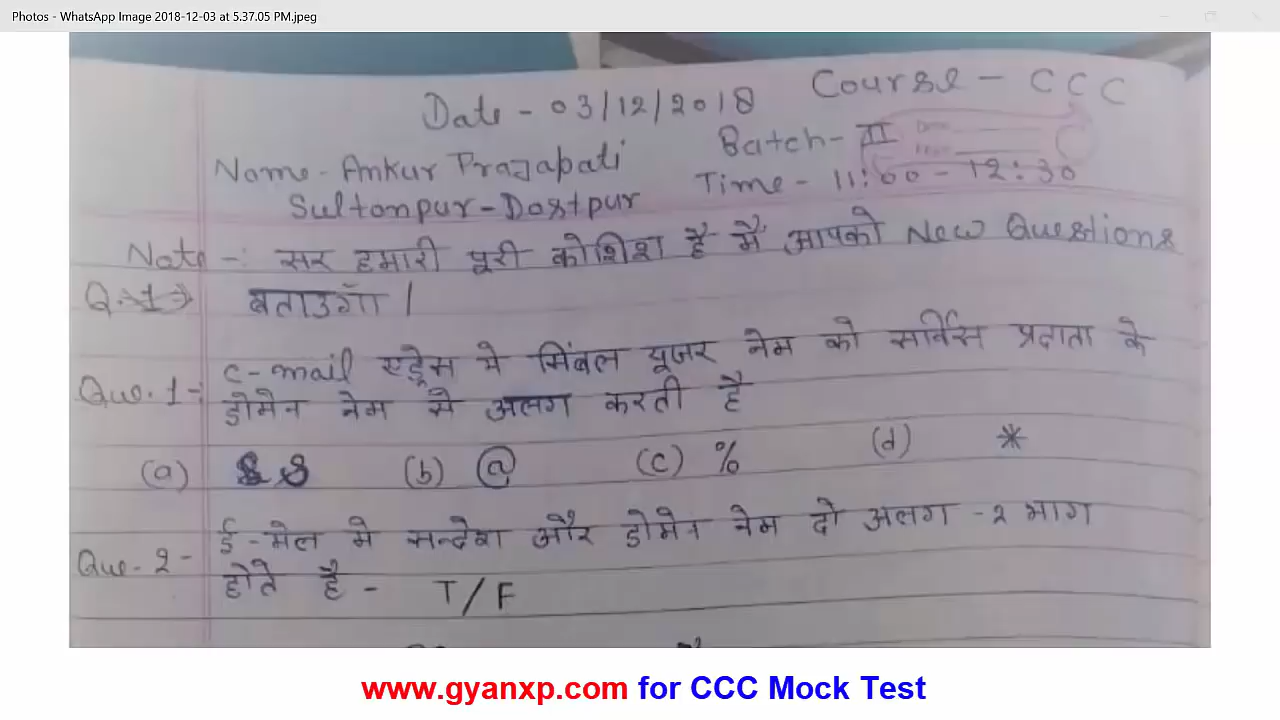 Photos - WhatsApp Image 2018-12-03 at 5.37.05 PM.jpeg
Course - CCC
Date - 03/12/2018
Batch - II
Name - Ankur Prajapati
Time - 11:00 - 12:30
Sultanpur - Dostpur
Note -: सर हमारी पूरी कोशिश है मैं आपको New Questions
Q.1 → बताउगाँ |
Que. 1 -: e-mail एड्रेस मे सिंबल यूजर नेम को सर्विस प्रदाता के
डोमेन नेम से अलग करती है
(a) & (b) @ (c) % (d) *
Que. 2 - ई-मेल मे सन्देश और डोमेन नेम दो अलग -२ भाग
होते है - T/F
www.gyanxp.com for CCC Mock Test